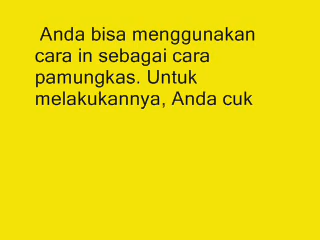 Anda bisa menggunakan
cara in sebagai cara
pamungkas. Untuk
melakukannya, Anda cuk